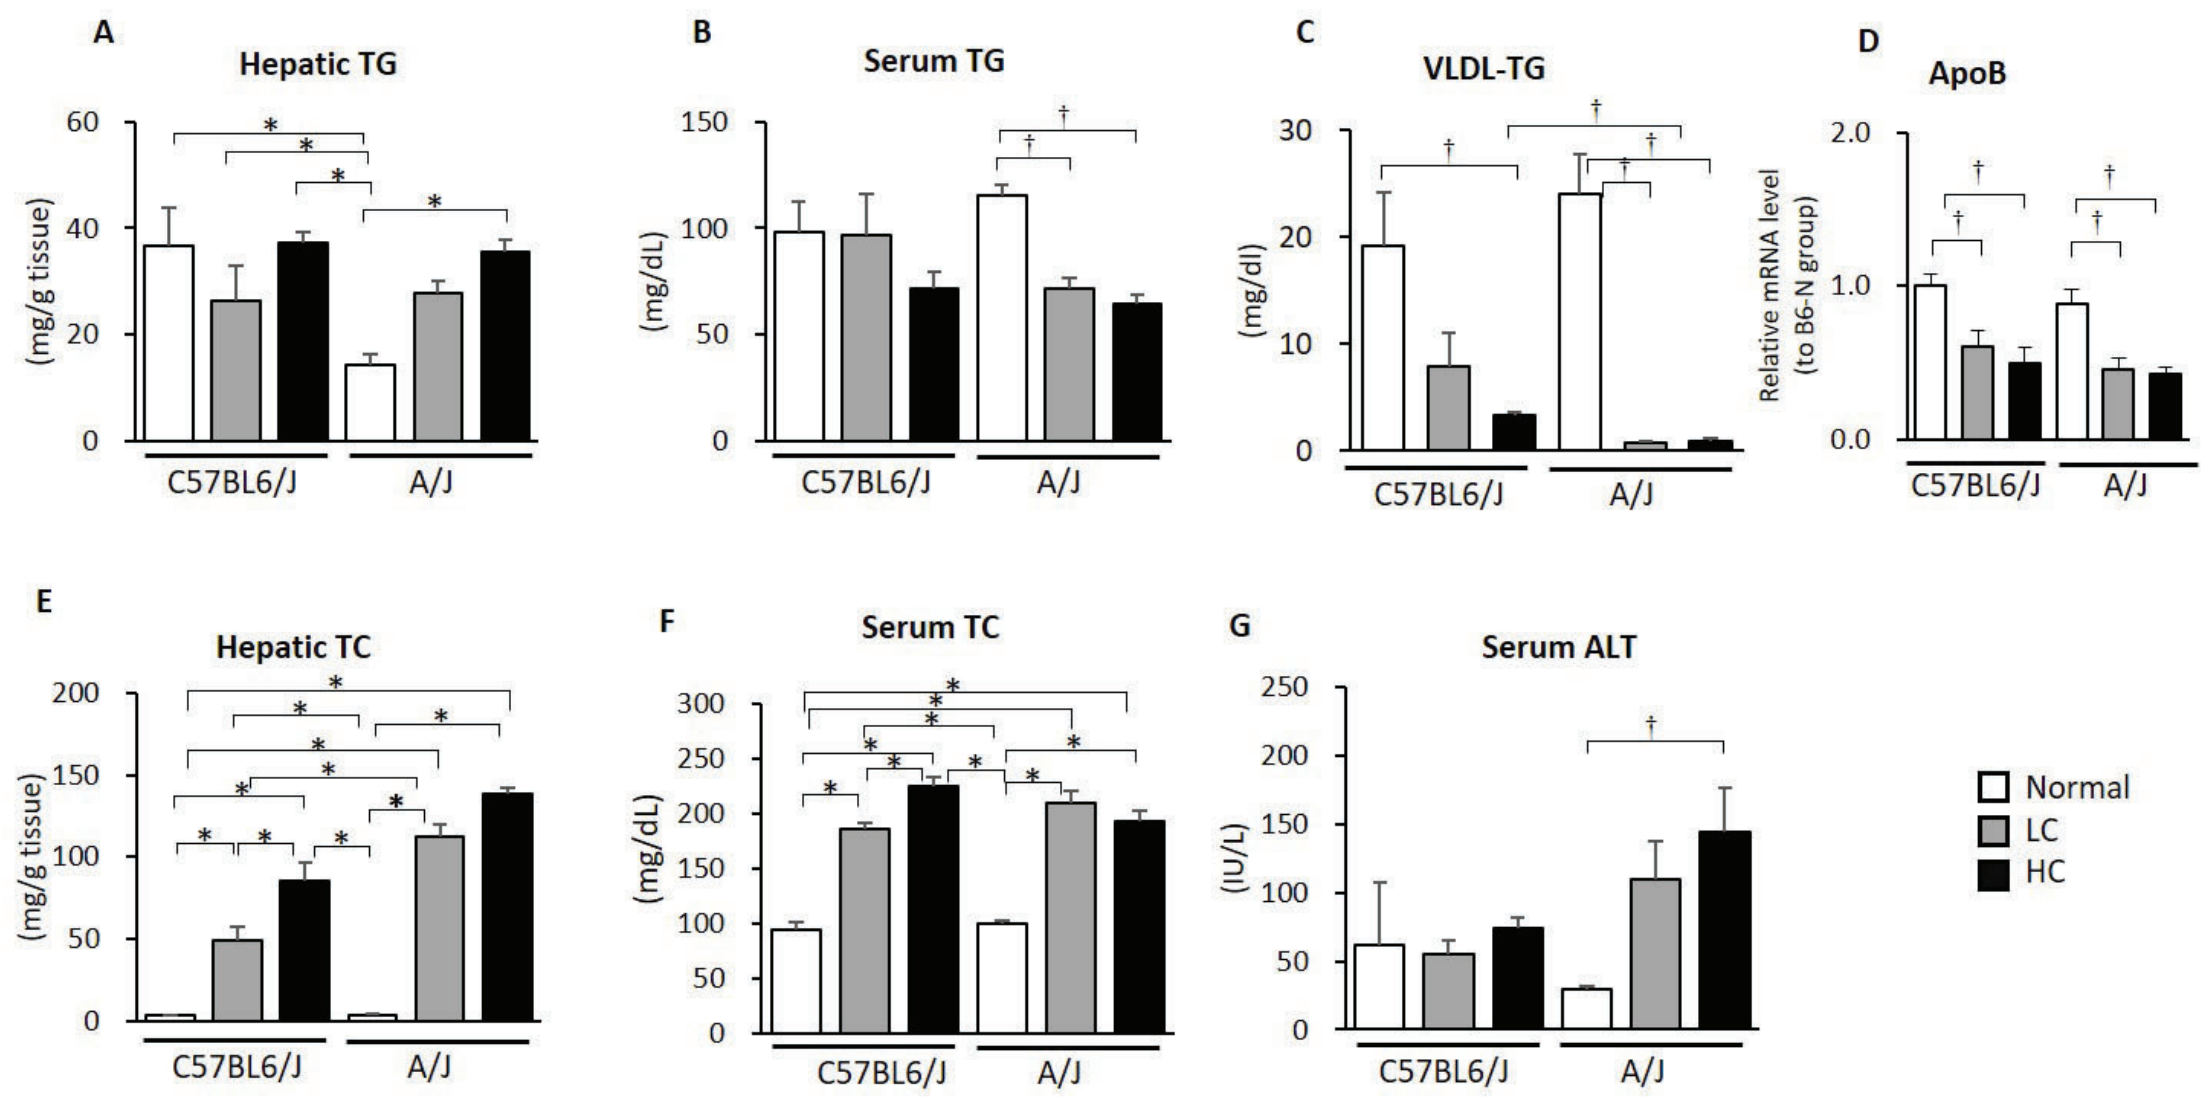 A
Hepatic TG
(mg/g tissue)
60
40
20
0
* * * *
C57BL6/J A/J
B
Serum TG
(mg/dL)
150
100
50
0
† †
C57BL6/J A/J
C
VLDL-TG
(mg/dl)
30
20
10
0
† † † †
C57BL6/J A/J
D
ApoB
Relative mRNA level
(to B6-N group)
2.0
1.0
0.0
† † † †
C57BL6/J A/J
E
Hepatic TC
(mg/g tissue)
200
150
100
50
0
* * * * * * * * * *
C57BL6/J A/J
F
Serum TC
(mg/dL)
300
250
200
150
100
50
0
* * * * * * * * *
C57BL6/J A/J
G
Serum ALT
(IU/L)
250
200
150
100
50
0
†
C57BL6/J A/J
Normal
LC
HC